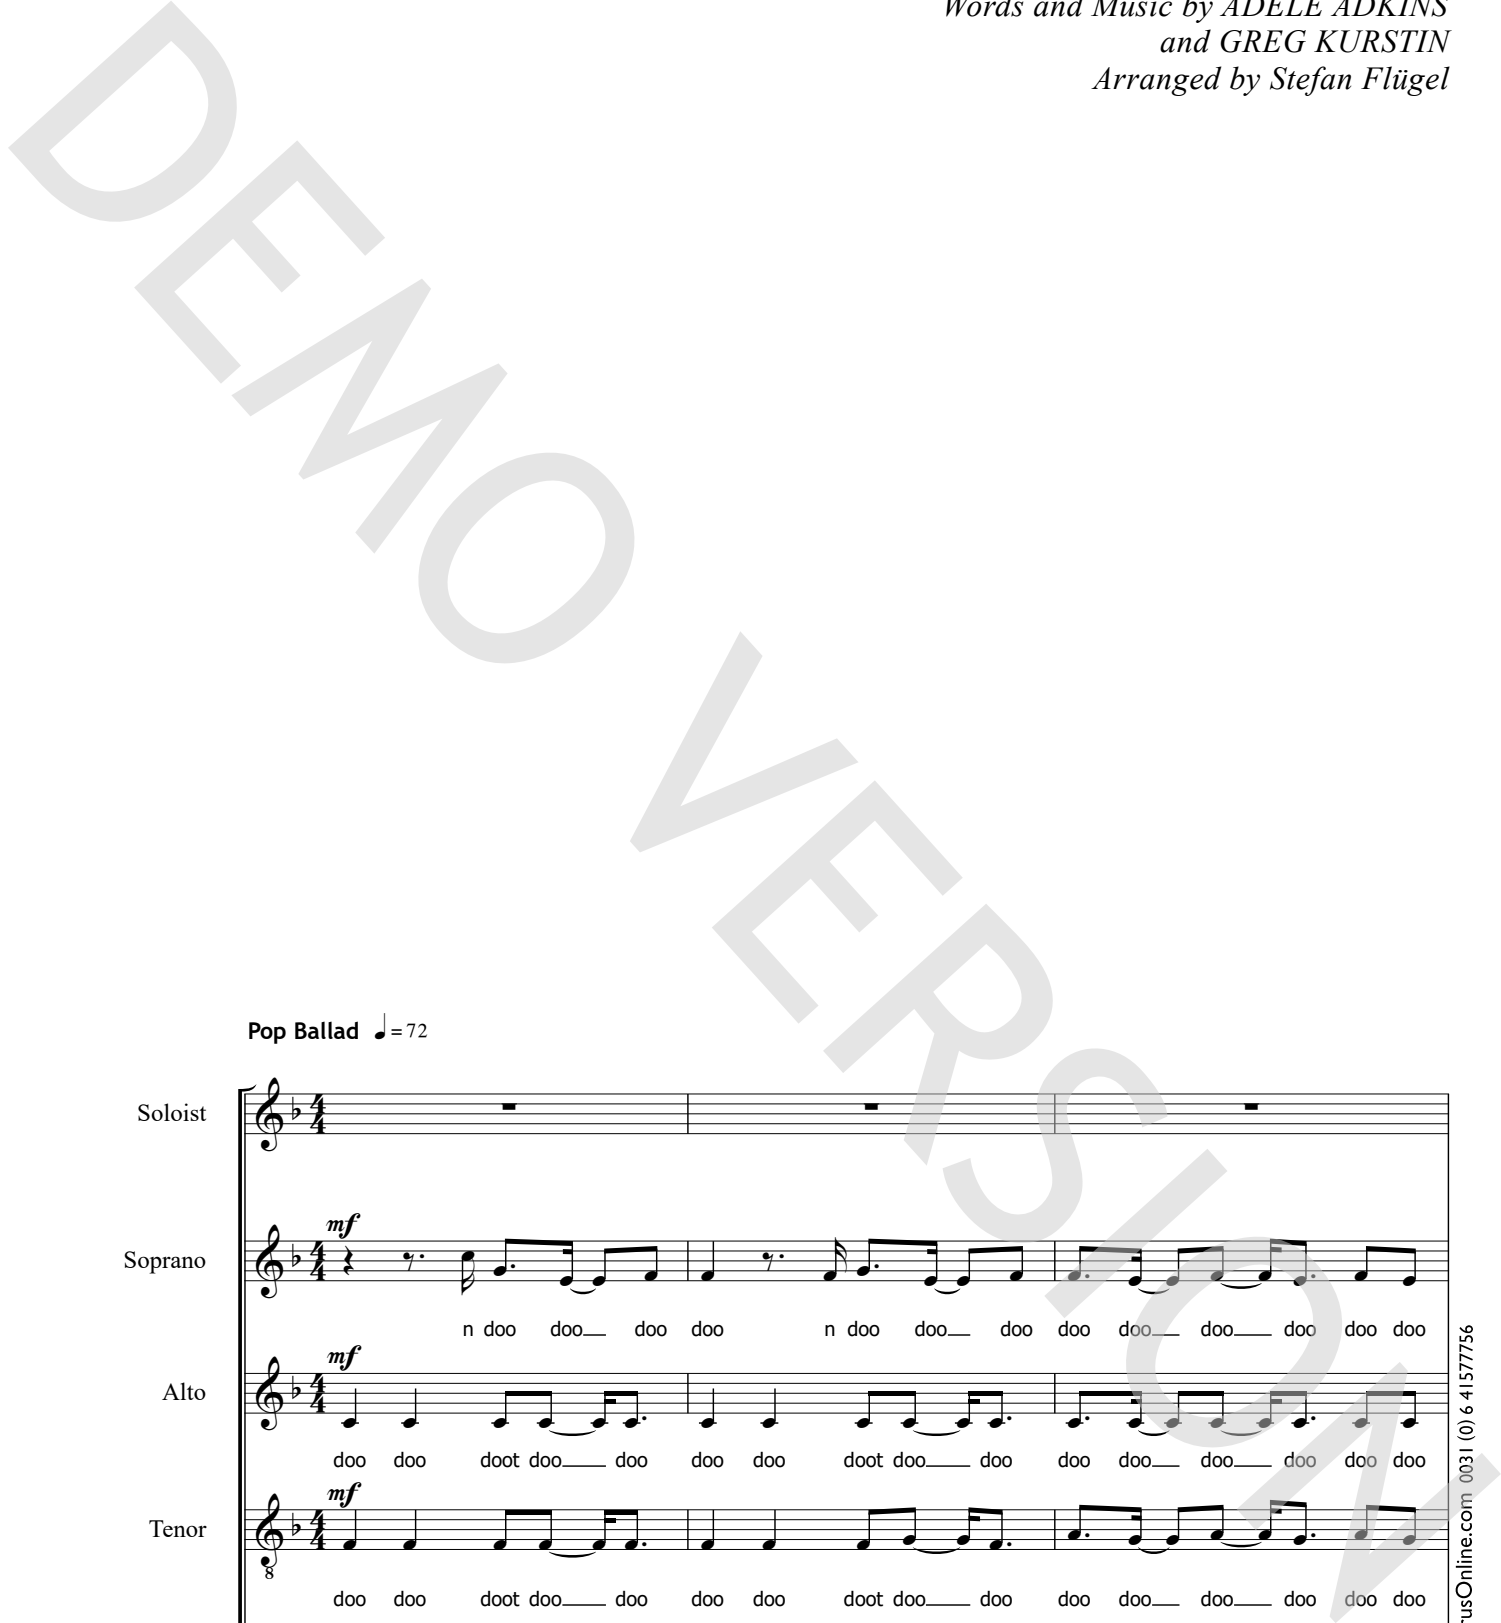 Words and Music by ADELE ADKINS
and GREG KURSTIN
Arranged by Stefan Flügel
DEMO VERSION
Pop Ballad = 72
Soloist
mf
Soprano
n doo doo doo doo n doo doo doo doo doo doo doo doo doo
mf
Alto
doo doo doot doo doo doo doo doot doo doo doo doo doo doo doo doo
mf
Tenor
8
doo doo doot doo doo doo doo doot doo doo doo doo doo doo doo doo
rusOnline.com 0031 (0) 6 41577756